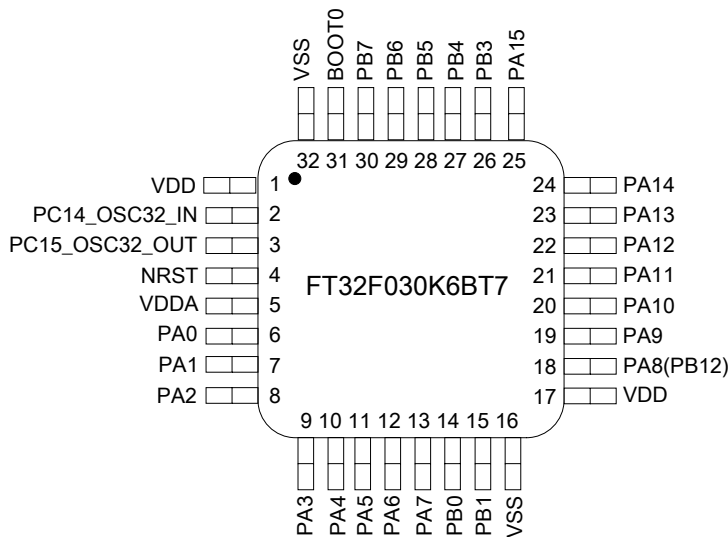 VSS
BOOT0
PB7
PB6
PB5
PB4
PB3
PA15
32 31 30 29 28 27 26 25
VDD 1
PC14_OSC32_IN 2
PC15_OSC32_OUT 3
NRST 4
VDDA 5
PA0 6
PA1 7
PA2 8
FT32F030K6BT7
24 PA14
23 PA13
22 PA12
21 PA11
20 PA10
19 PA9
18 PA8(PB12)
17 VDD
9 10 11 12 13 14 15 16
PA3
PA4
PA5
PA6
PA7
PB0
PB1
VSS